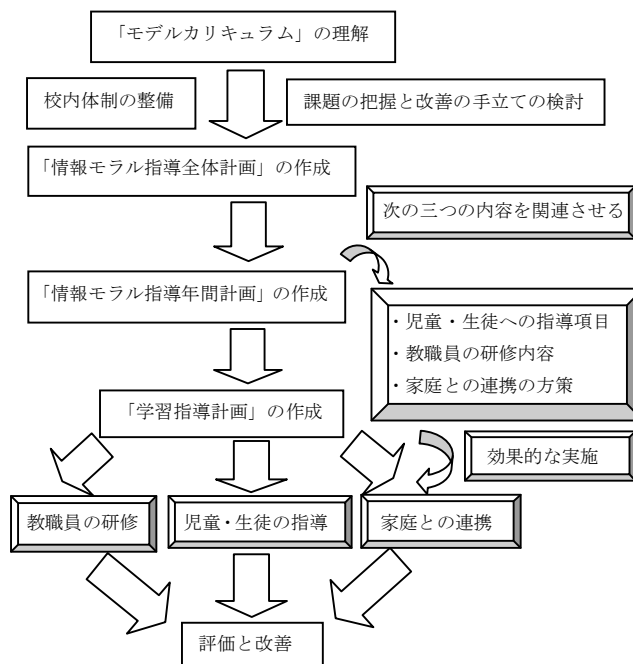 「モデルカリキュラム」の理解
校内体制の整備
課題の把握と改善の手立ての検討
「情報モラル指導全体計画」の作成
次の三つの内容を関連させる
「情報モラル指導年間計画」の作成
・児童・生徒への指導項目
・教職員の研修内容
・家庭との連携の方策
「学習指導計画」の作成
効果的な実施
教職員の研修
児童・生徒の指導
家庭との連携
評価と改善